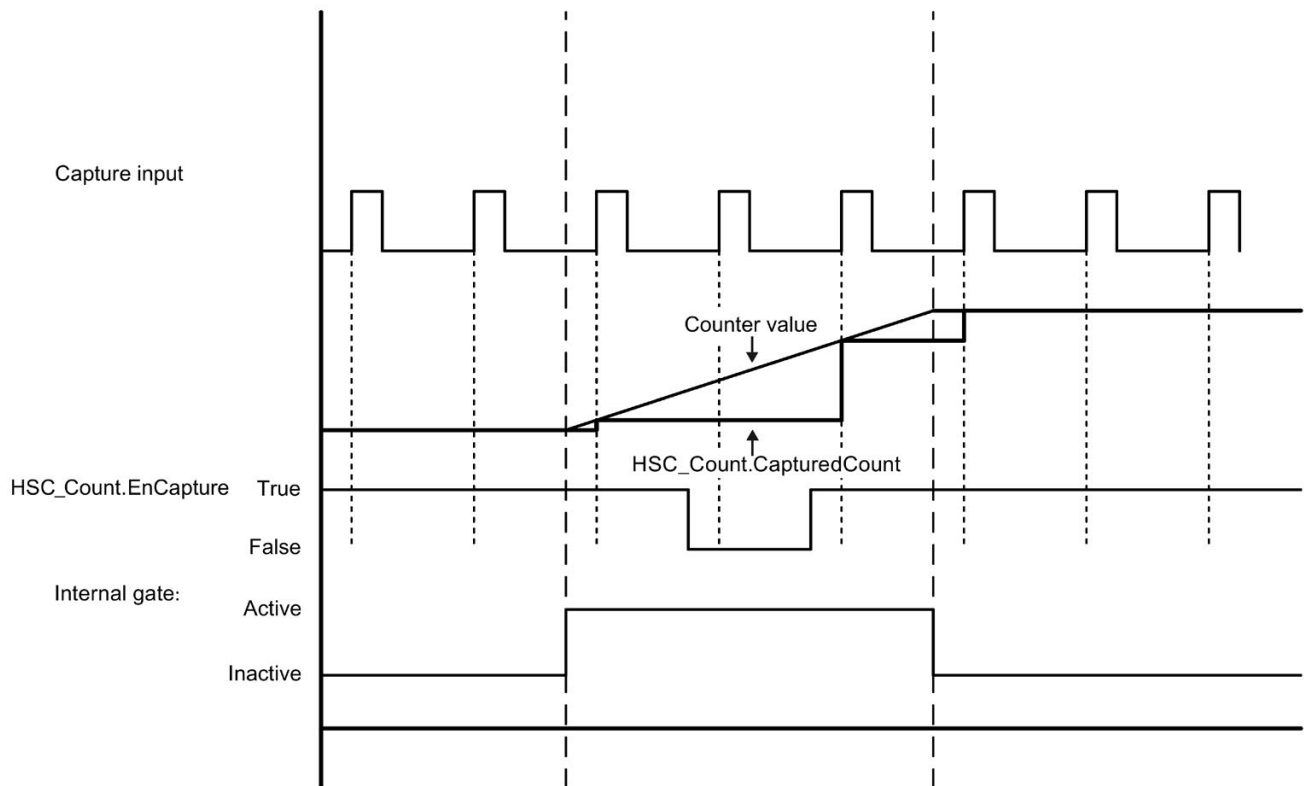 Capture input
Counter value
HSC_Count.CapturedCount
HSC_Count.EnCapture True
False
Internal gate:
Active
Inactive